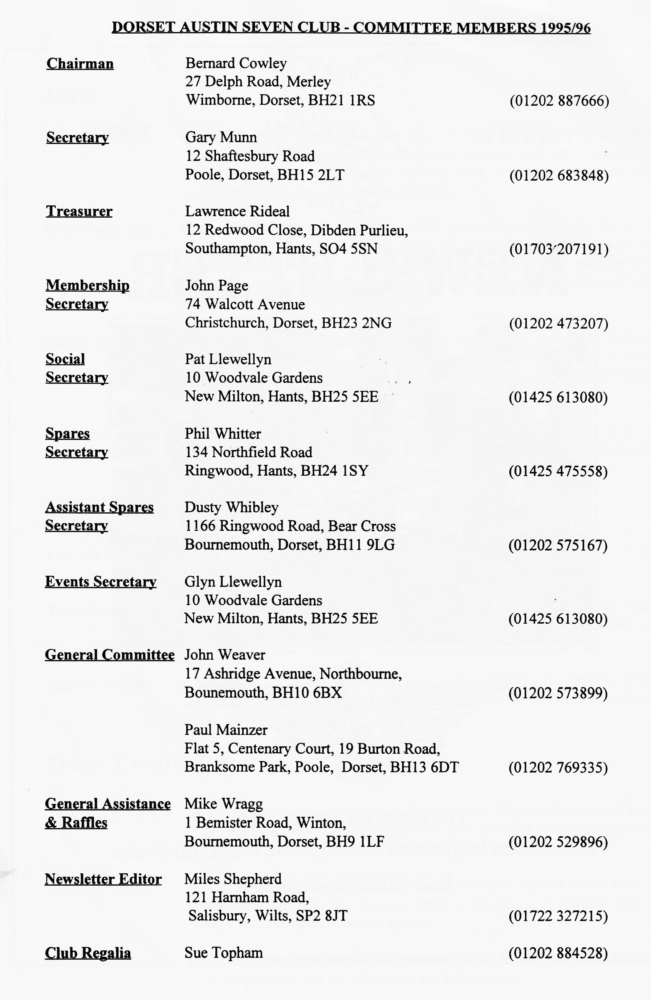 DORSET AUSTIN SEVEN CLUB - COMMITTEE MEMBERS 1995/96
Chairman Bernard Cowley
27 Delph Road, Merley
Wimborne, Dorset, BH21 1RS (01202 887666)
Secretary Gary Munn
12 Shaftesbury Road
Poole, Dorset, BH15 2LT (01202 683848)
Treasurer Lawrence Rideal
12 Redwood Close, Dibden Purlieu,
Southampton, Hants, SO4 5SN (01703 207191)
Membership John Page
Secretary 74 Walcott Avenue
Christchurch, Dorset, BH23 2NG (01202 473207)
Social Pat Llewellyn
Secretary 10 Woodvale Gardens
New Milton, Hants, BH25 5EE (01425 613080)
Spares Phil Whitter
Secretary 134 Northfield Road
Ringwood, Hants, BH24 1SY (01425 475558)
Assistant Spares Dusty Whibley
Secretary 1166 Ringwood Road, Bear Cross
Bournemouth, Dorset, BH11 9LG (01202 575167)
Events Secretary Glyn Llewellyn
10 Woodvale Gardens
New Milton, Hants, BH25 5EE (01425 613080)
General Committee John Weaver
17 Ashridge Avenue, Northbourne,
Bounemouth, BH10 6BX (01202 573899)
Paul Mainzer
Flat 5, Centenary Court, 19 Burton Road,
Branksome Park, Poole, Dorset, BH13 6DT (01202 769335)
General Assistance Mike Wragg
& Raffles 1 Bemister Road, Winton,
Bournemouth, Dorset, BH9 1LF (01202 529896)
Newsletter Editor Miles Shepherd
121 Harnham Road,
Salisbury, Wilts, SP2 8JT (01722 327215)
Club Regalia Sue Topham (01202 884528)